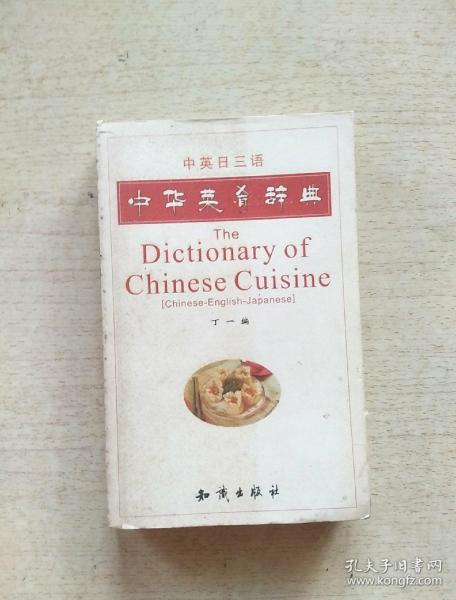 中英日三语
中华英肴辞典
The
Dictionary of
Chinese Cuisine
[Chinese-English-Japanese]
丁一编
知识出版社
孔夫子旧书网
www.kongfz.com